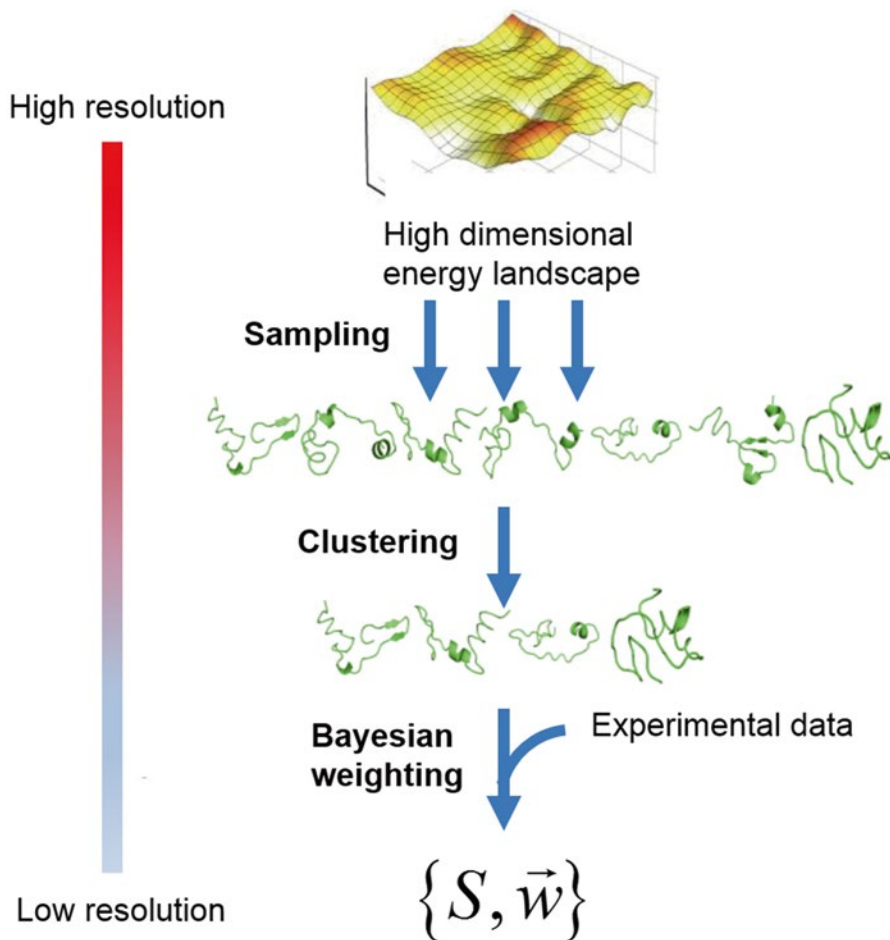 High resolution
High dimensional
energy landscape
Sampling
Clustering
Bayesian
weighting
Experimental data
Low resolution
{S, w⃗}